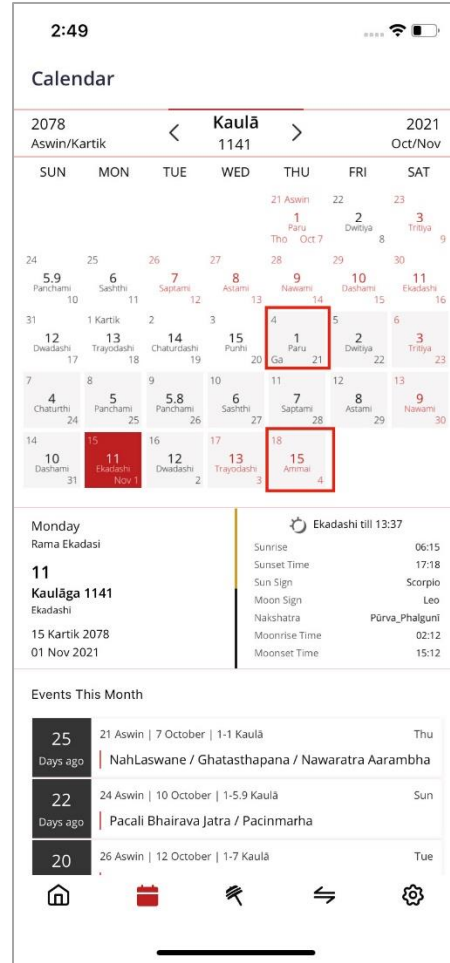 2:49
Calendar
2078 Kaulā 2021
Aswin/Kartik 1141 Oct/Nov
SUN MON TUE WED THU FRI SAT
21 Aswin 22 23
1 2 3
Paru Dwitiya Tritiya
Tho Oct 7 8 9
24 25 26 27 28 29 30
5.9 6 7 8 9 10 11
Panchami Sashthi Saptami Astami Nawami Dashami Ekadashi
10 11 12 13 14 15 16
31 1 Kartik 2 3 4 5 6
12 13 14 15 1 2 3
Dwadashi Trayodashi Chaturdashi Punhi Paru Dwitiya Tritiya
17 18 19 20 Ga 21 22 23
7 8 9 10 11 12 13
4 5 5.8 6 7 8 9
Chaturthi Panchami Panchami Sashthi Saptami Astami Nawami
24 25 26 27 28 29 30
14 15 16 17 18
10 11 12 13 15
Dashami Ekadashi Dwadashi Trayodashi Ammai
31 Nov 1 2 3 4
Monday
Rama Ekadasi
11
Kaulāga 1141
Ekadashi
15 Kartik 2078
01 Nov 2021
Ekadashi till 13:37
Sunrise 06:15
Sunset Time 17:18
Sun Sign Scorpio
Moon Sign Leo
Nakshatra Pūrva_Phalgunī
Moonrise Time 02:12
Moonset Time 15:12
Events This Month
25 Days ago
21 Aswin | 7 October | 1-1 Kaulā Thu
NahLaswane / Ghatasthapana / Nawaratra Aarambha
22 Days ago
24 Aswin | 10 October | 1-5.9 Kaulā Sun
Pacali Bhairava Jatra / Pacinmarha
20
26 Aswin | 12 October | 1-7 Kaulā Tue